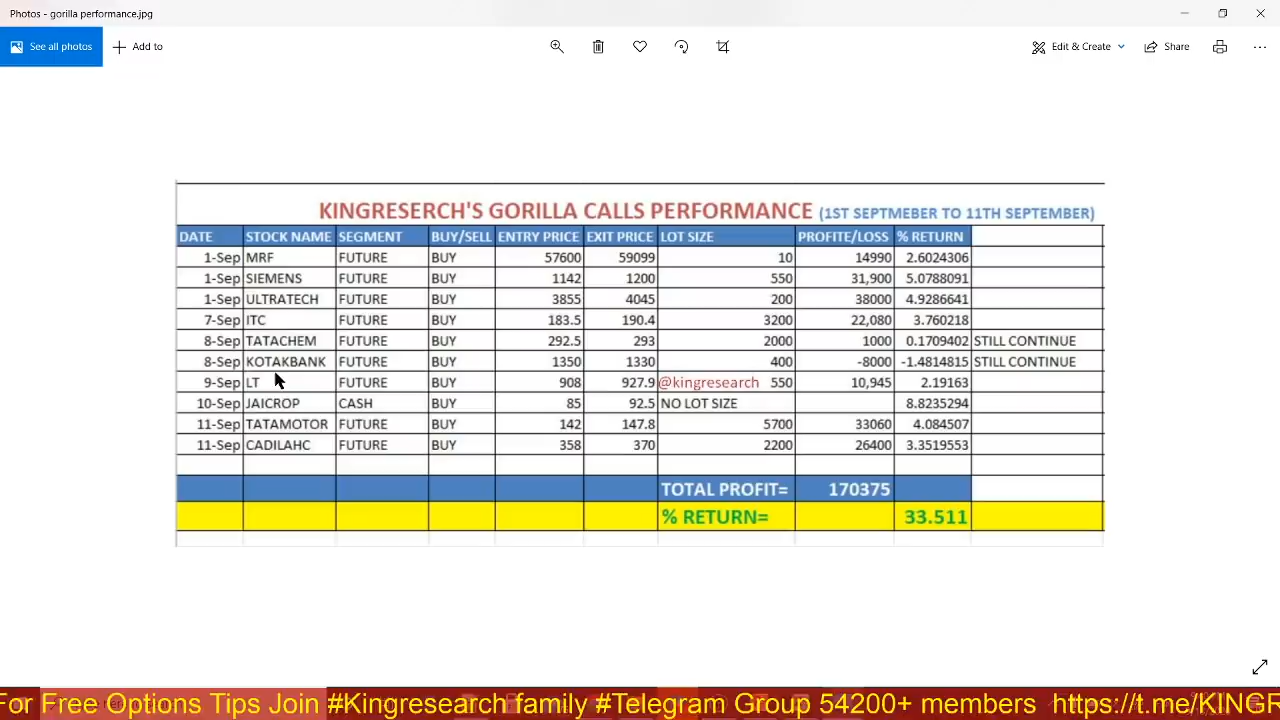 Photos - gorilla performance.jpg
See all photos Add to Edit & Create Share
KINGRESERCH'S GORILLA CALLS PERFORMANCE (1ST SEPTMEBER TO 11TH SEPTEMBER)
DATE STOCK NAME SEGMENT BUY/SELL ENTRY PRICE EXIT PRICE LOT SIZE PROFITE/LOSS % RETURN
1-Sep MRF FUTURE BUY 57600 59099 10 14990 2.6024306
1-Sep SIEMENS FUTURE BUY 1142 1200 550 31,900 5.0788091
1-Sep ULTRATECH FUTURE BUY 3855 4045 200 38000 4.9286641
7-Sep ITC FUTURE BUY 183.5 190.4 3200 22,080 3.760218
8-Sep TATACHEM FUTURE BUY 292.5 293 2000 1000 0.1709402 STILL CONTINUE
8-Sep KOTAKBANK FUTURE BUY 1350 1330 400 -8000 -1.4814815 STILL CONTINUE
9-Sep LT FUTURE BUY 908 927.9 @kingresearch 550 10,945 2.19163
10-Sep JAICROP CASH BUY 85 92.5 NO LOT SIZE 8.8235294
11-Sep TATAMOTOR FUTURE BUY 142 147.8 5700 33060 4.084507
11-Sep CADILAHC FUTURE BUY 358 370 2200 26400 3.3519553
TOTAL PROFIT= 170375
% RETURN= 33.511
For Free Options Tips Join #Kingresearch family #Telegram Group 54200+ members https://t.me/KINGR